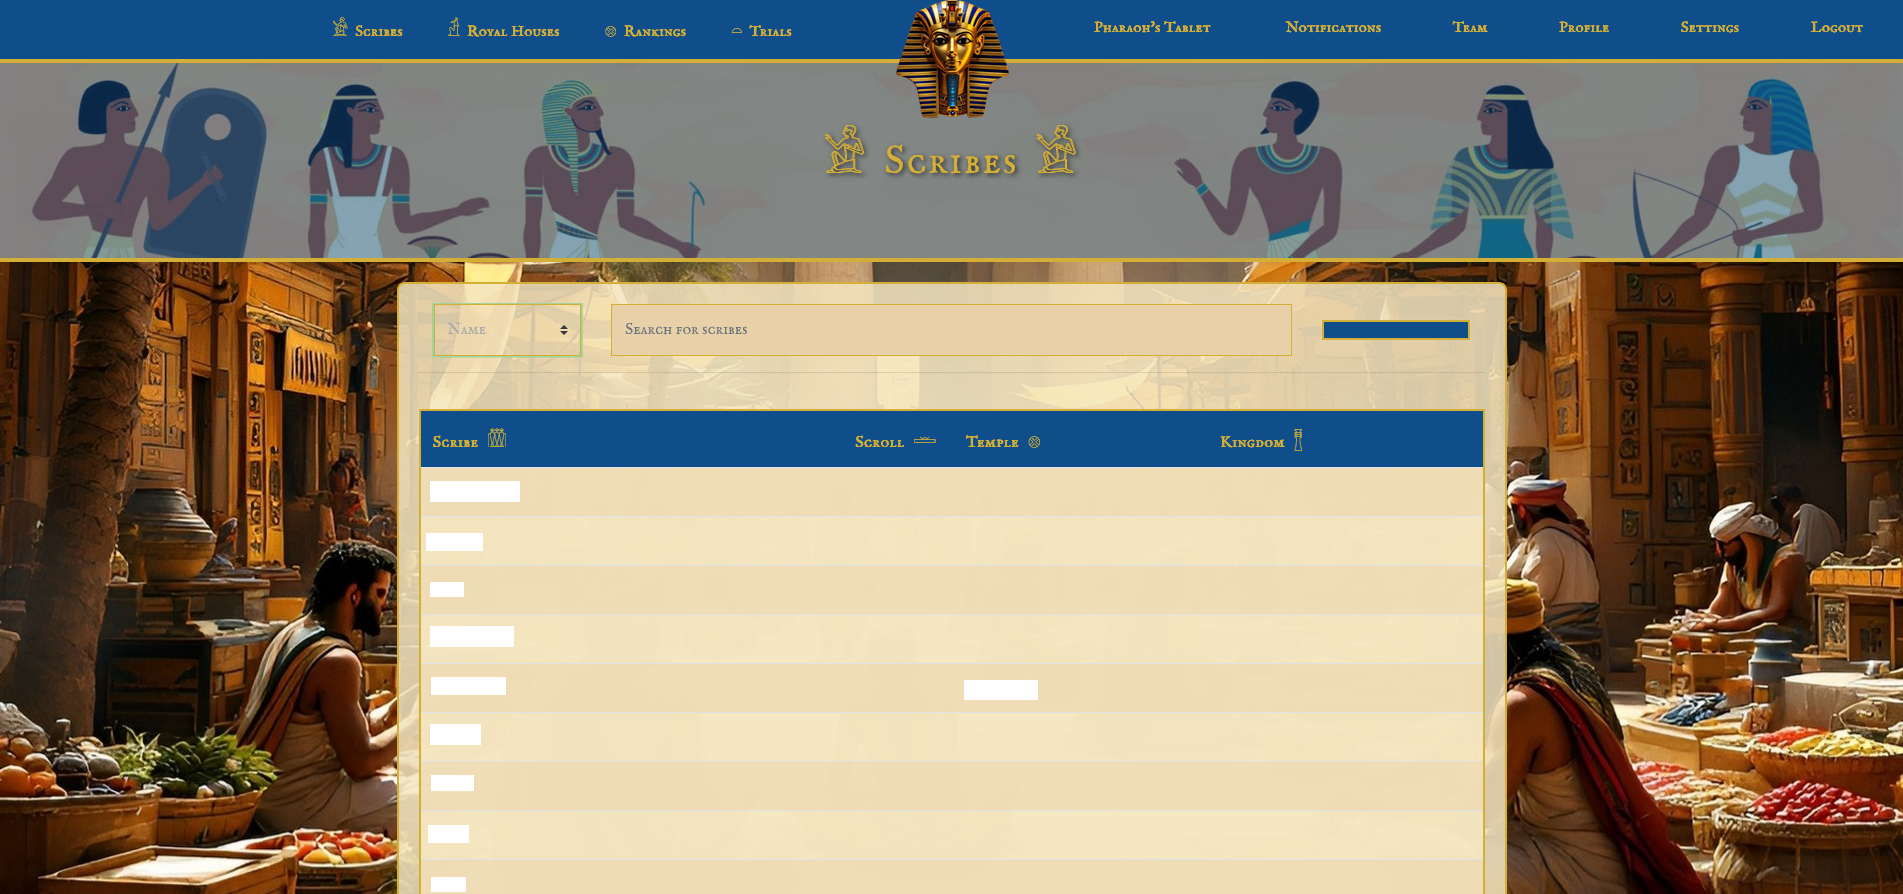 Scribes Royal Houses Rankings Trials Pharaoh's Tablet Notifications Team Profile Settings Logout
Scribes
Name Search for scribes
Scribe Scroll Temple Kingdom